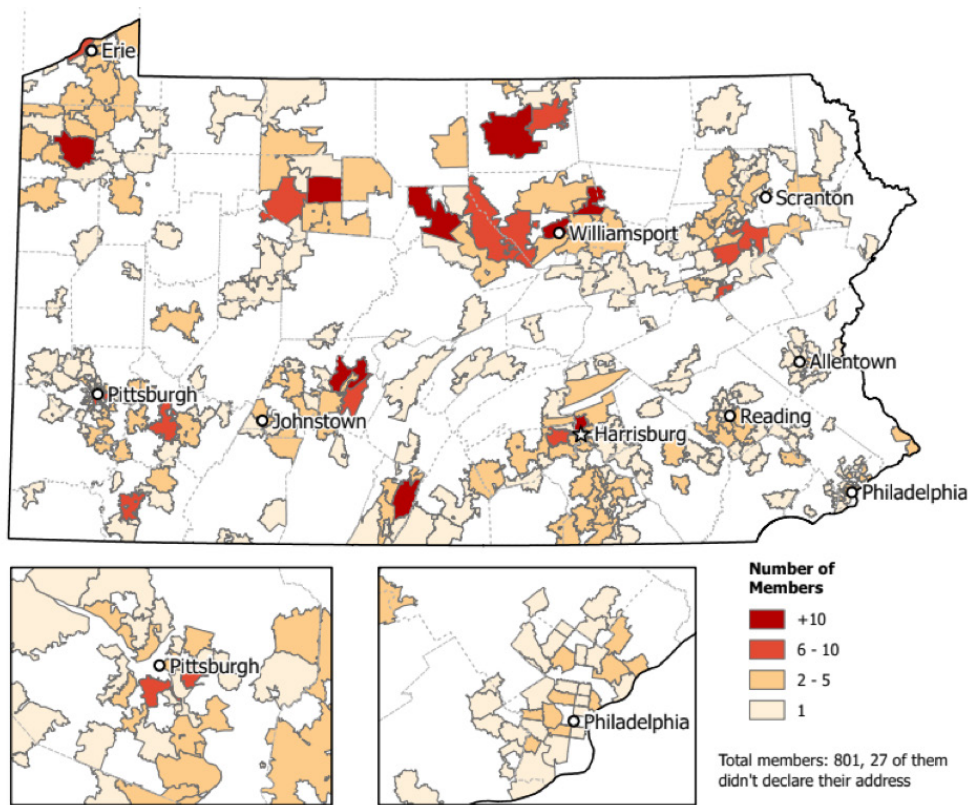 Erie
Scranton
Williamsport
Allentown
Pittsburgh
Reading
Johnstown
Harrisburg
Philadelphia
Pittsburgh
Philadelphia
Number of
Members
+10
6 - 10
2 - 5
1
Total members: 801, 27 of them
didn't declare their address